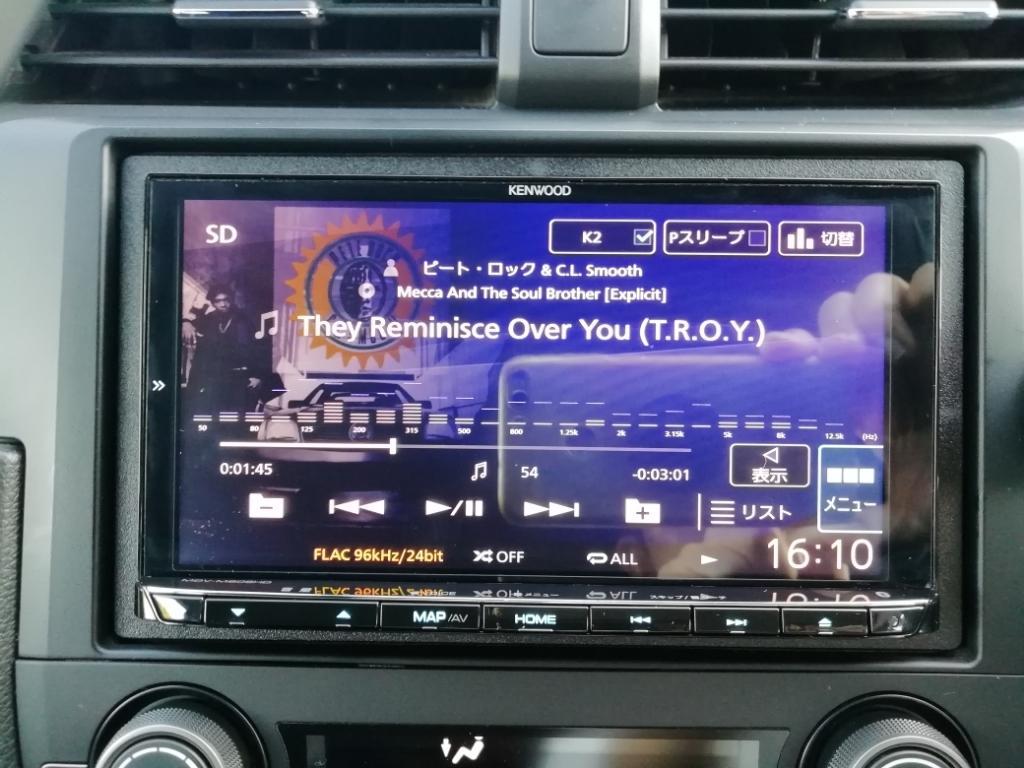 KENWOOD
SD
K2
Pスリープ
切替
ピート・ロック & C.L. Smooth
Mecca And The Soul Brother [Explicit]
They Reminisce Over You (T.R.O.Y.)
50 80 125 200 315 500 800 1.25k 2k 3.15k 5k 8k 12.5k (Hz)
0:01:45 54 -0:03:01
表示
メニュー
リスト
FLAC 96kHz/24bit OFF ALL 16:10
MAP/AV HOME